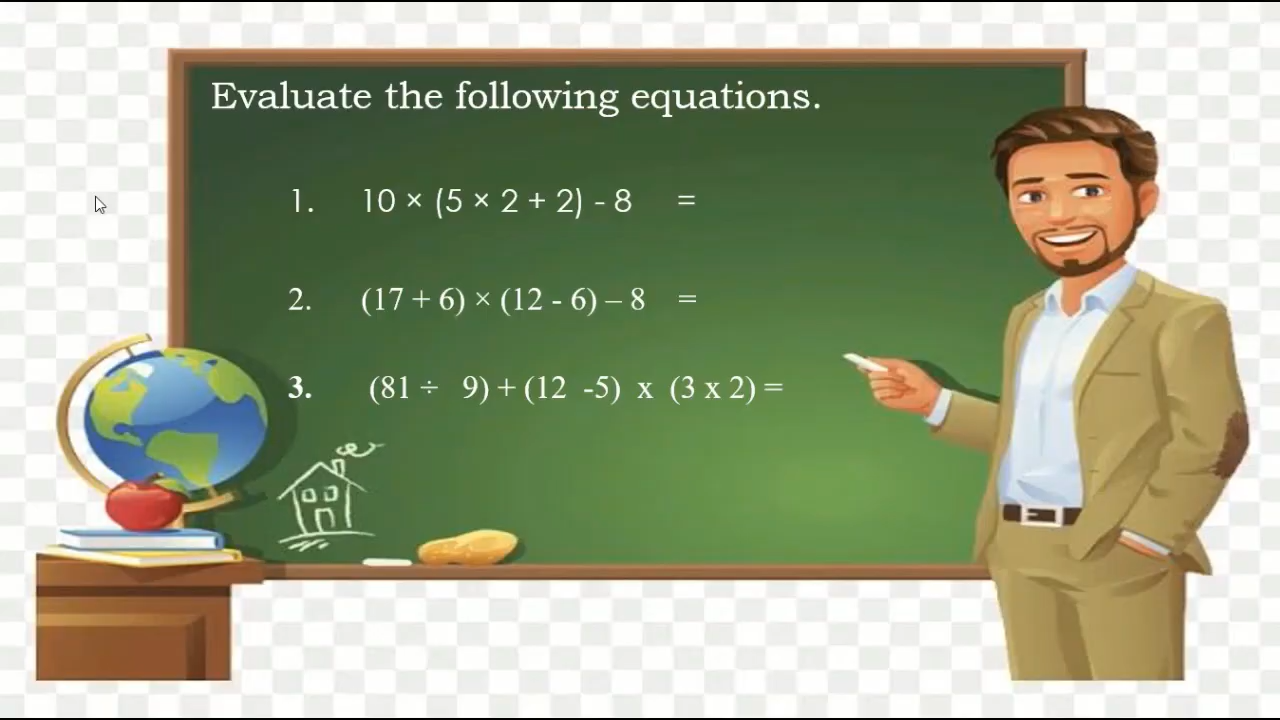 Evaluate the following equations.
1. 10 × (5 × 2 + 2) - 8 =
2. (17 + 6) × (12 - 6) – 8 =
3. (81 ÷ 9) + (12 -5) x (3 x 2) =